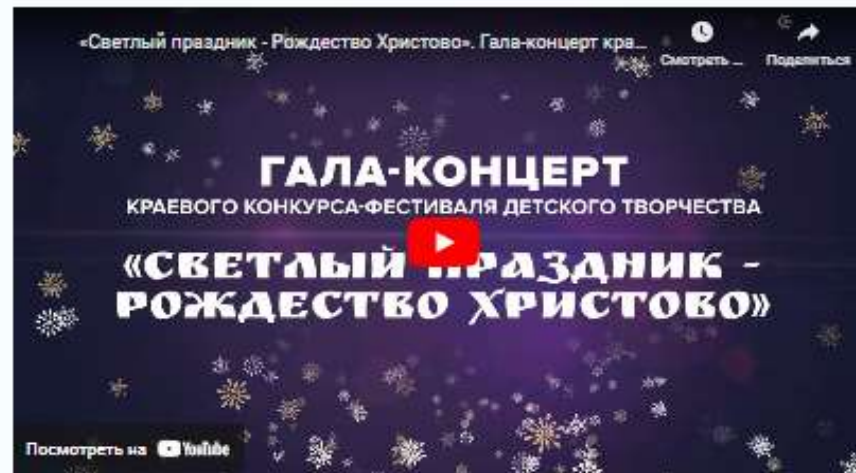 «Светлый праздник - Рождество Христово». Гала-концерт кра...
Смотреть ...
Поделиться
ГАЛА-КОНЦЕРТ
КРАЕВОГО КОНКУРСА-ФЕСТИВАЛЯ ДЕТСКОГО ТВОРЧЕСТВА
«СВЕТЛЫЙ ПРАЗДНИК -
РОЖДЕСТВО ХРИСТОВО»
Посмотреть на YouTube